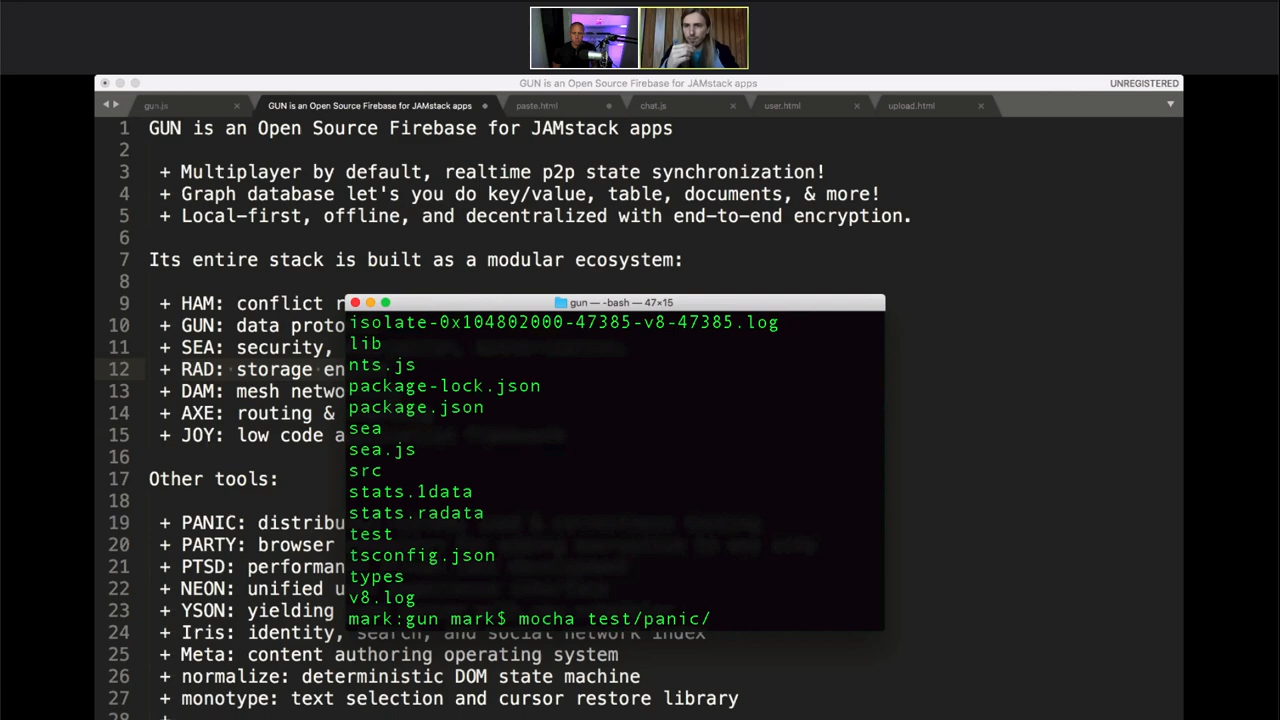 GUN is an Open Source Firebase for JAMstack apps
UNREGISTERED
gun.js
GUN is an Open Source Firebase for JAMstack apps
paste.html
chat.js
user.html
upload.html
1 GUN is an Open Source Firebase for JAMstack apps
2
3 + Multiplayer by default, realtime p2p state synchronization!
4 + Graph database let's you do key/value, table, documents, & more!
5 + Local-first, offline, and decentralized with end-to-end encryption.
6
7 Its entire stack is built as a modular ecosystem:
8
9 + HAM: conflict r
10 + GUN: data proto
11 + SEA: security,
12 + RAD: storage en
13 + DAM: mesh netwo
14 + AXE: routing &
15 + JOY: low code a
16
17 Other tools:
18
19 + PANIC: distribu
20 + PARTY: browser
21 + PTSD: performan
22 + NEON: unified u
23 + YSON: yielding
24 + Iris: identity, search, and social network index
25 + Meta: content authoring operating system
26 + normalize: deterministic DOM state machine
27 + monotype: text selection and cursor restore library
28
gun — -bash — 47×15
isolate-0x104802000-47385-v8-47385.log
lib
nts.js
package-lock.json
package.json
sea
sea.js
src
stats.1data
stats.radata
test
tsconfig.json
types
v8.log
mark:gun mark$ mocha test/panic/